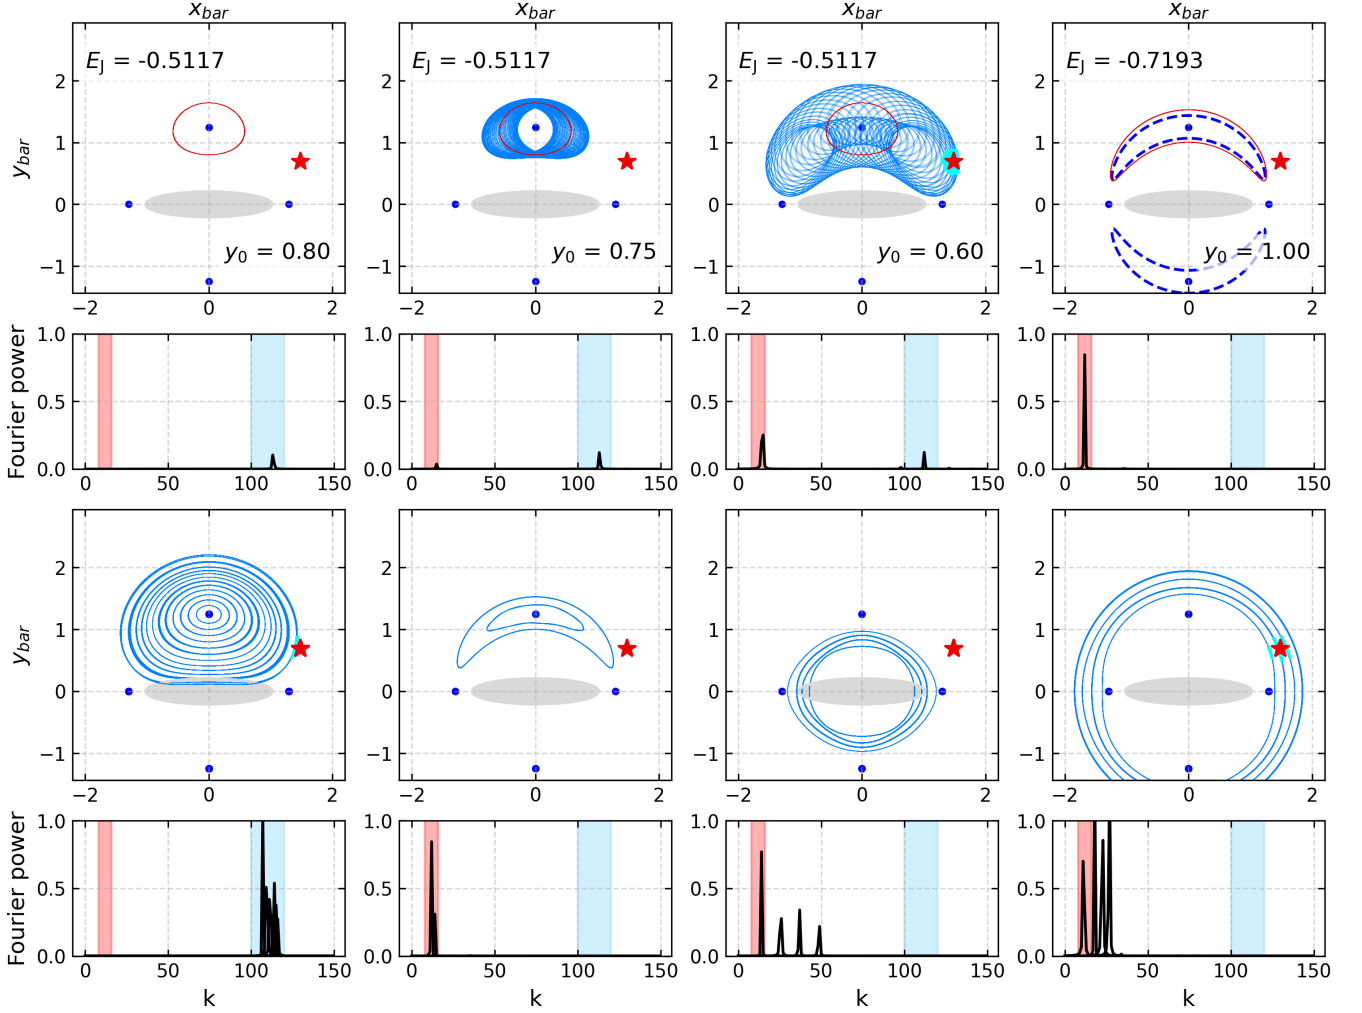 x_bar x_bar x_bar x_bar
E_J = -0.5117 E_J = -0.5117 E_J = -0.5117 E_J = -0.7193
y_bar
2 2 2 2
1 1 1 1
0 0 0 0
−1 −1 −1 −1
y_0 = 0.80 y_0 = 0.75 y_0 = 0.60 y_0 = 1.00
−2 0 2 −2 0 2 −2 0 2 −2 0 2
Fourier power
1.0 1.0 1.0 1.0
0.5 0.5 0.5 0.5
0.0 0.0 0.0 0.0
0 50 100 150 0 50 100 150 0 50 100 150 0 50 100 150
y_bar
2 2 2 2
1 1 1 1
0 0 0 0
−1 −1 −1 −1
−2 0 2 −2 0 2 −2 0 2 −2 0 2
Fourier power
1.0 1.0 1.0 1.0
0.5 0.5 0.5 0.5
0.0 0.0 0.0 0.0
0 50 100 150 0 50 100 150 0 50 100 150 0 50 100 150
k k k k